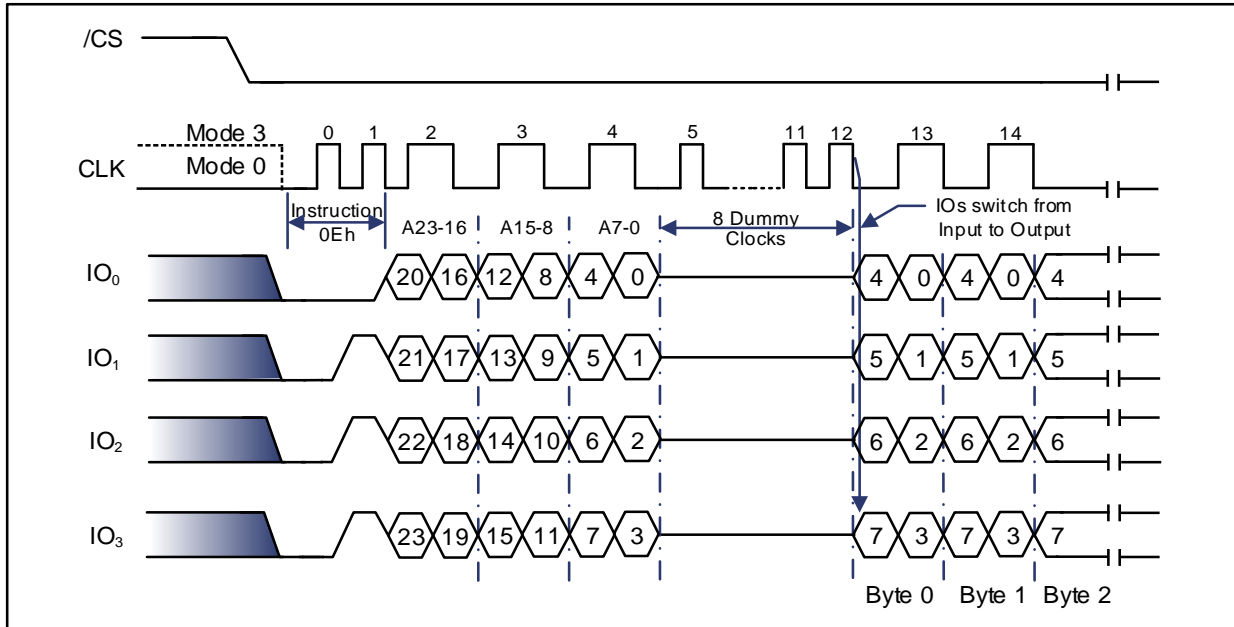 /CS
Mode 3 0 1 2 3 4 5 11 12 13 14
CLK Mode 0
Instruction
0Eh
A23-16 A15-8 A7-0
8 Dummy
Clocks
IOs switch from
Input to Output
IO₀ 20 16 12 8 4 0 4 0 4 0 4
IO₁ 21 17 13 9 5 1 5 1 5 1 5
IO₂ 22 18 14 10 6 2 6 2 6 2 6
IO₃ 23 19 15 11 7 3 7 3 7 3 7
Byte 0 Byte 1 Byte 2